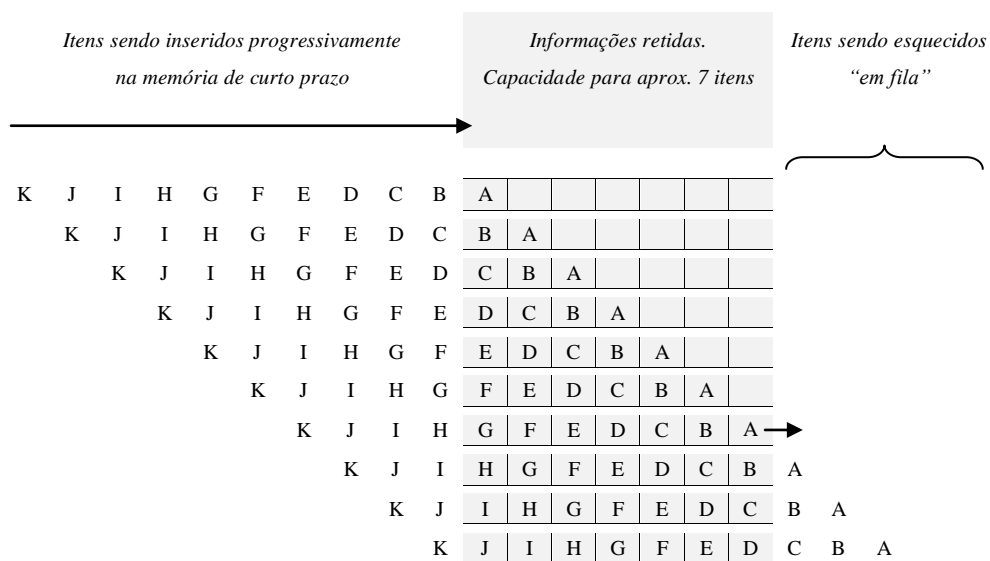 Itens sendo inseridos progressivamente
na memória de curto prazo
Informações retidas.
Capacidade para aprox. 7 itens
Itens sendo esquecidos
“em fila”
K J I H G F E D C B A
K J I H G F E D C B A
K J I H G F E D C B A
K J I H G F E D C B A
K J I H G F E D C B A
K J I H G F E D C B A
K J I H G F E D C B A
K J I H G F E D C B A
K J I H G F E D C B A
K J I H G F E D C B A